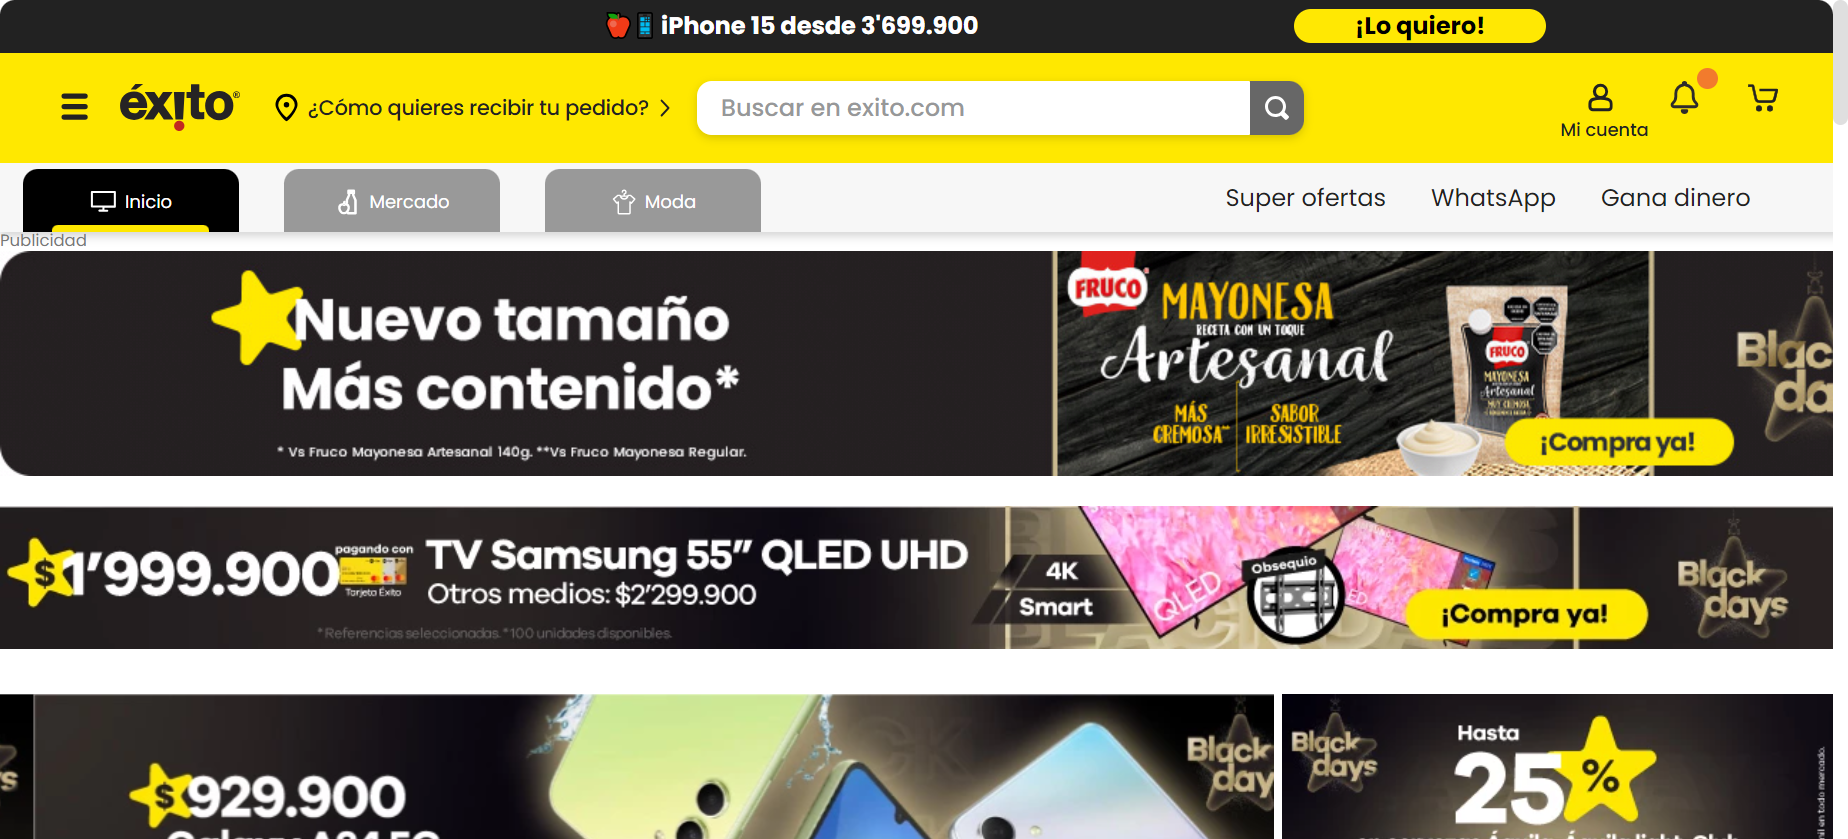 iPhone 15 desde 3'699.900
¡Lo quiero!
éxito®
¿Cómo quieres recibir tu pedido?
Buscar en exito.com
Mi cuenta
Inicio
Mercado
Moda
Super ofertas
WhatsApp
Gana dinero
Publicidad
Nuevo tamaño
Más contenido*
* Vs Fruco Mayonesa Artesanal 140g. **Vs Fruco Mayonesa Regular.
FRUCO
MAYONESA
RECETA CON UN TOQUE
Artesanal
MÁS
CREMOSA**
SABOR
IRRESISTIBLE
FRUCO
MAYONESA
Artesanal
MUY CREMOSA
¡Compra ya!
Blac
da
$1'999.900
pagando con
Tarjeta Éxito
TV Samsung 55” QLED UHD
Otros medios: $2'299.900
*Referencias seleccionadas. *100 unidades disponibles.
4K
Smart
QLED
Obsequio
¡Compra ya!
Black
days
$929.900
Black
day
Black
days
Hasta
25%